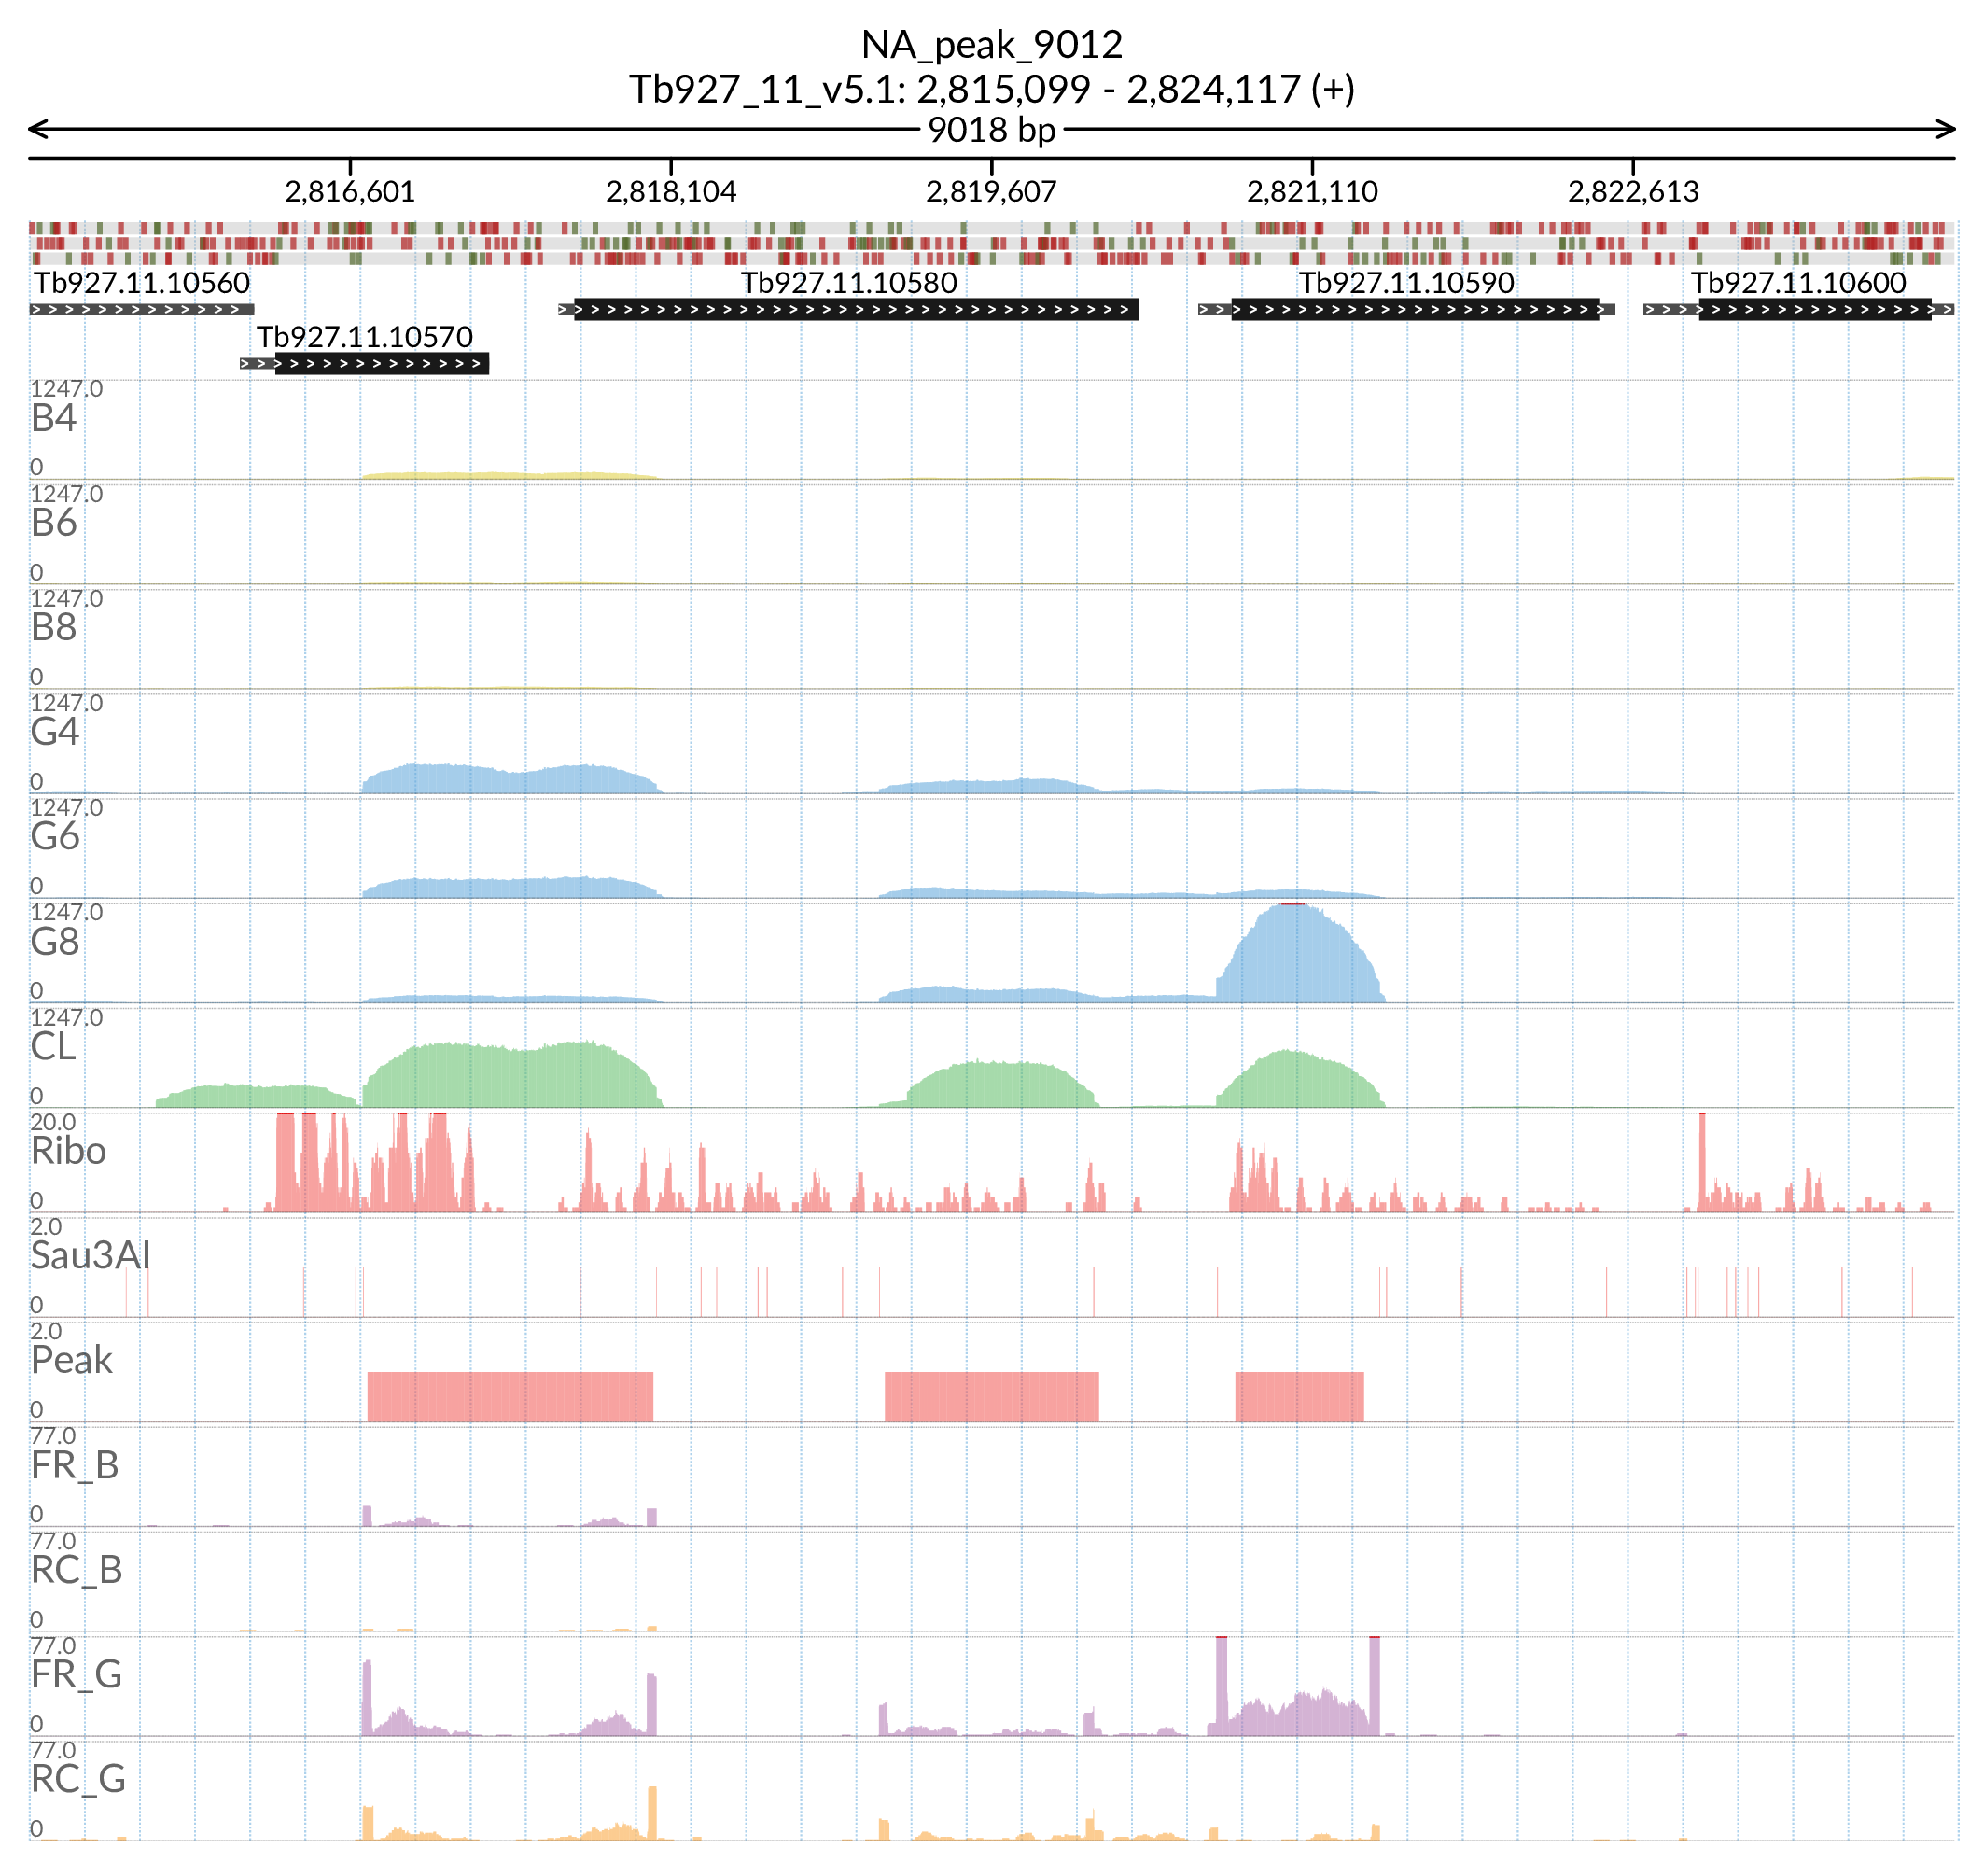 NA_peak_9012
Tb927_11_v5.1: 2,815,099 - 2,824,117 (+)
9018 bp
2,816,601 2,818,104 2,819,607 2,821,110 2,822,613
Tb927.11.10560 Tb927.11.10580 Tb927.11.10590 Tb927.11.10600
Tb927.11.10570
1247.0
B4
0
1247.0
B6
0
1247.0
B8
0
1247.0
G4
0
1247.0
G6
0
1247.0
G8
0
1247.0
CL
0
20.0
Ribo
0
2.0
Sau3AI
0
2.0
Peak
0
77.0
FR_B
0
77.0
RC_B
0
77.0
FR_G
0
77.0
RC_G
0